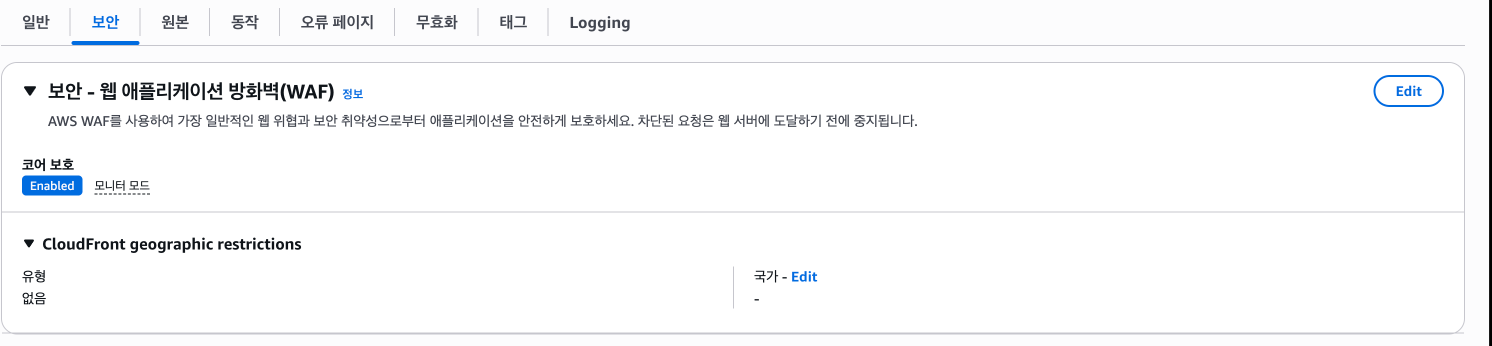 일반 보안 원본 동작 오류 페이지 무효화 태그 Logging
▼ 보안 - 웹 애플리케이션 방화벽(WAF) 정보 Edit
AWS WAF를 사용하여 가장 일반적인 웹 위협과 보안 취약성으로부터 애플리케이션을 안전하게 보호하세요. 차단된 요청은 웹 서버에 도달하기 전에 중지됩니다.
코어 보호
Enabled 모니터 모드
▼ CloudFront geographic restrictions
유형
없음
국가 - Edit
-